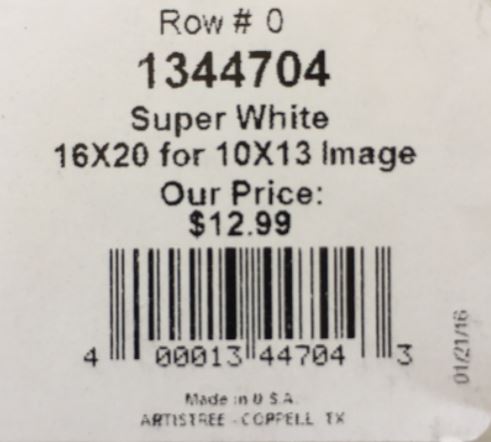 Row # 0
1344704
Super White
16X20 for 10X13 Image
Our Price:
$12.99
4 00013 44704 3
01/21/16
Made in U.S.A.
ARTISTREE - COPPELL TX